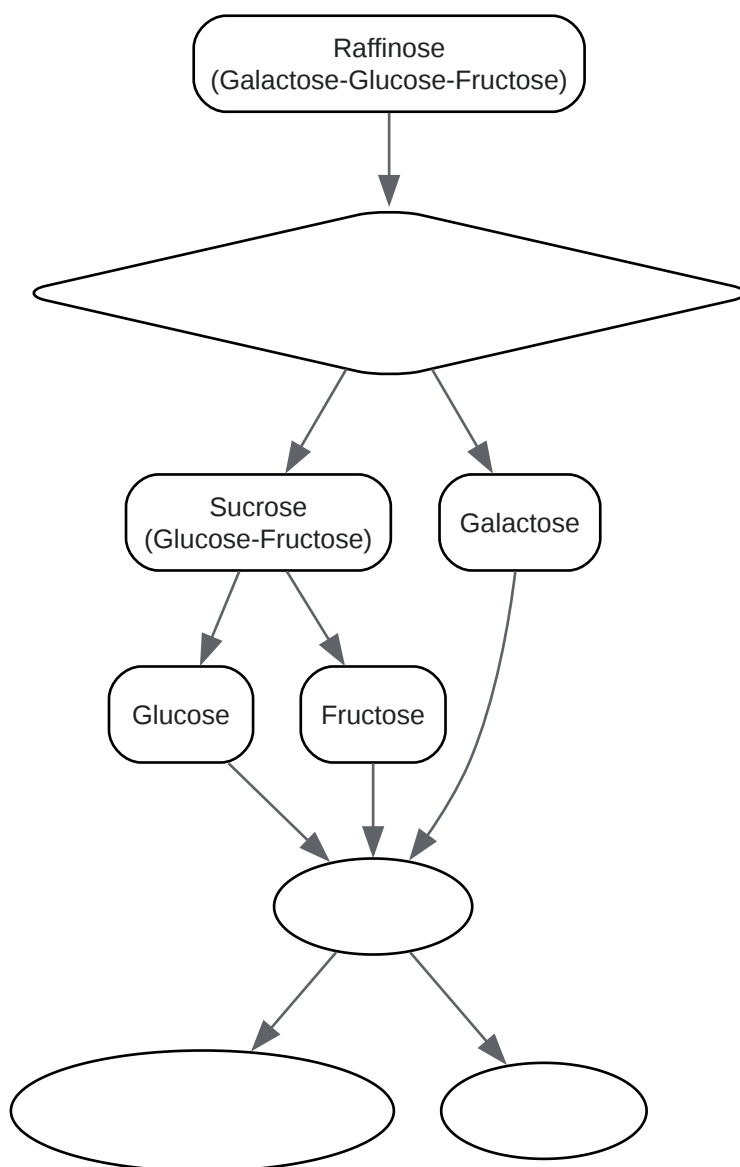 Raffinose
(Galactose-Glucose-Fructose)
Sucrose
(Glucose-Fructose)
Galactose
Glucose
Fructose